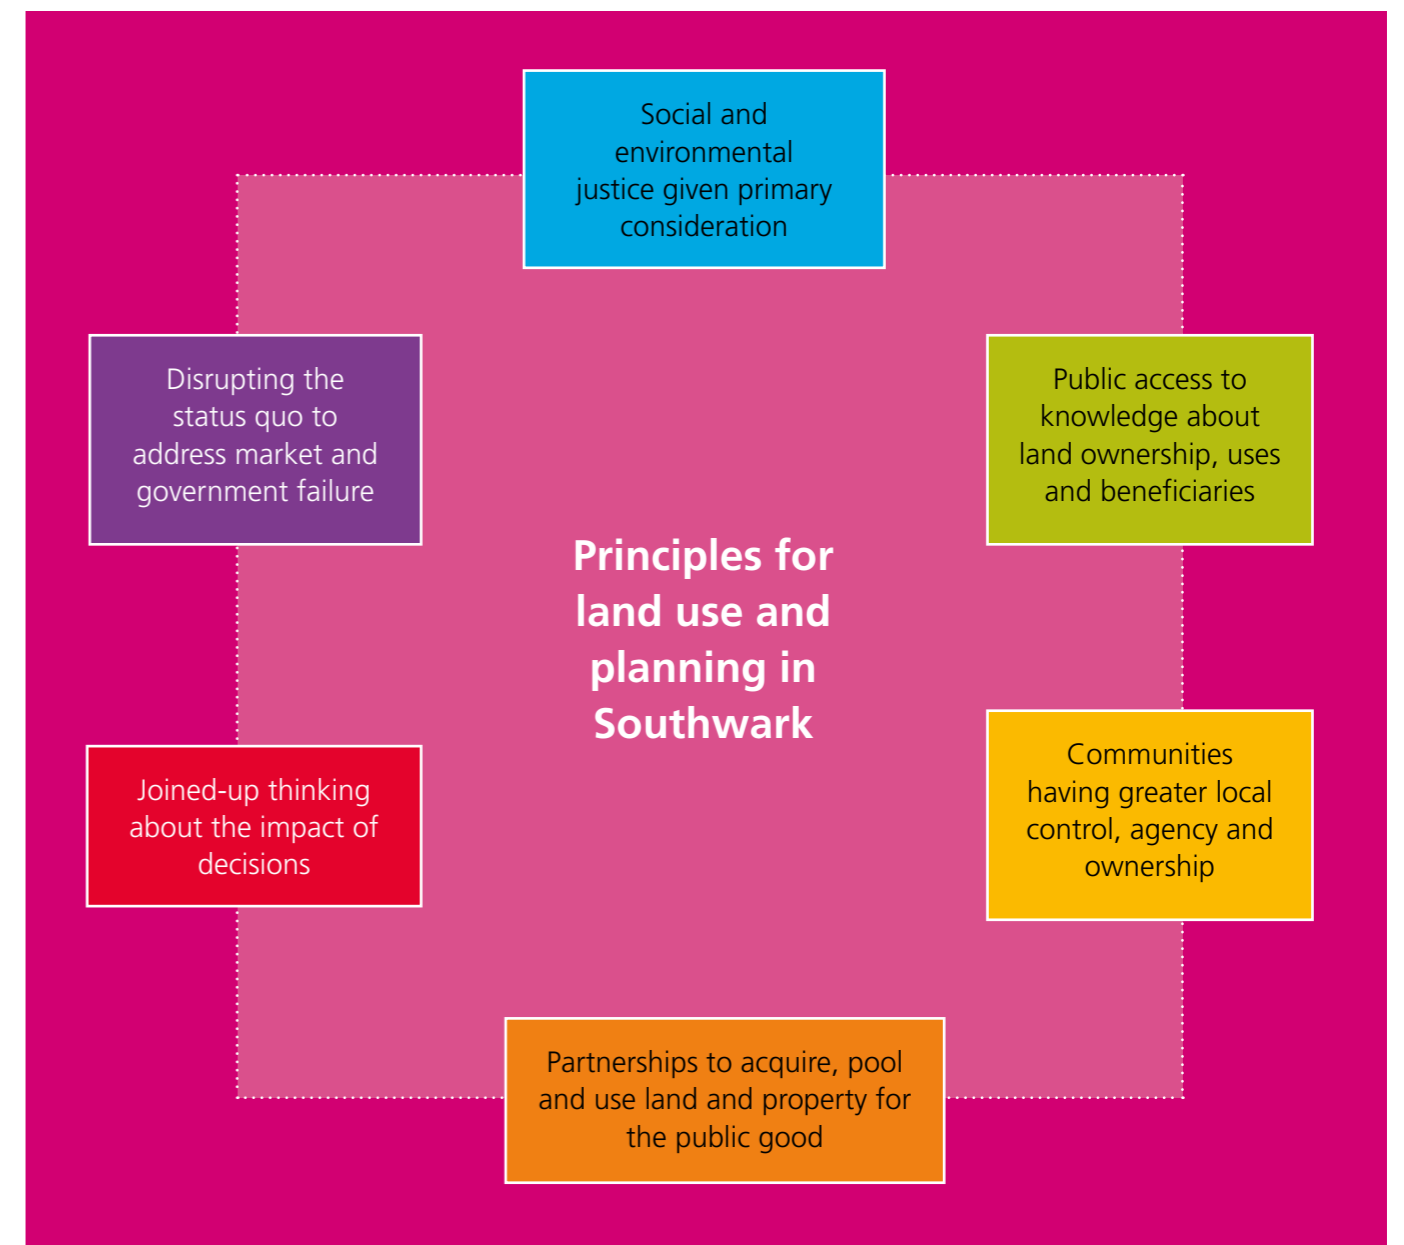 Social and
environmental
justice given primary
consideration
Disrupting the
status quo to
address market and
government failure
Public access to
knowledge about
land ownership, uses
and beneficiaries
Principles for
land use and
planning in
Southwark
Joined-up thinking
about the impact of
decisions
Communities
having greater local
control, agency and
ownership
Partnerships to acquire, pool
and use land and property for
the public good